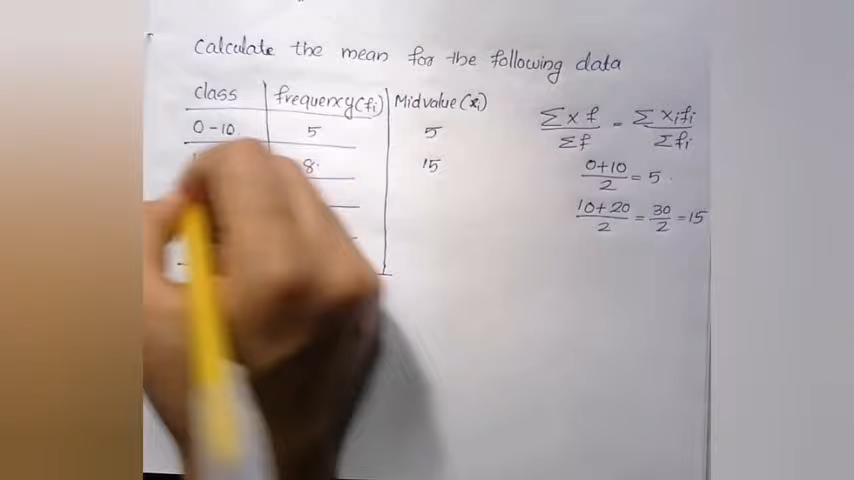 Calculate the mean for the following data
class frequency(fi) Midvalue (xi)
0-10 5 5
8 15
Σxf/Σf = Σxifi/Σfi
0+10/2 = 5
10+20/2 = 30/2 = 15